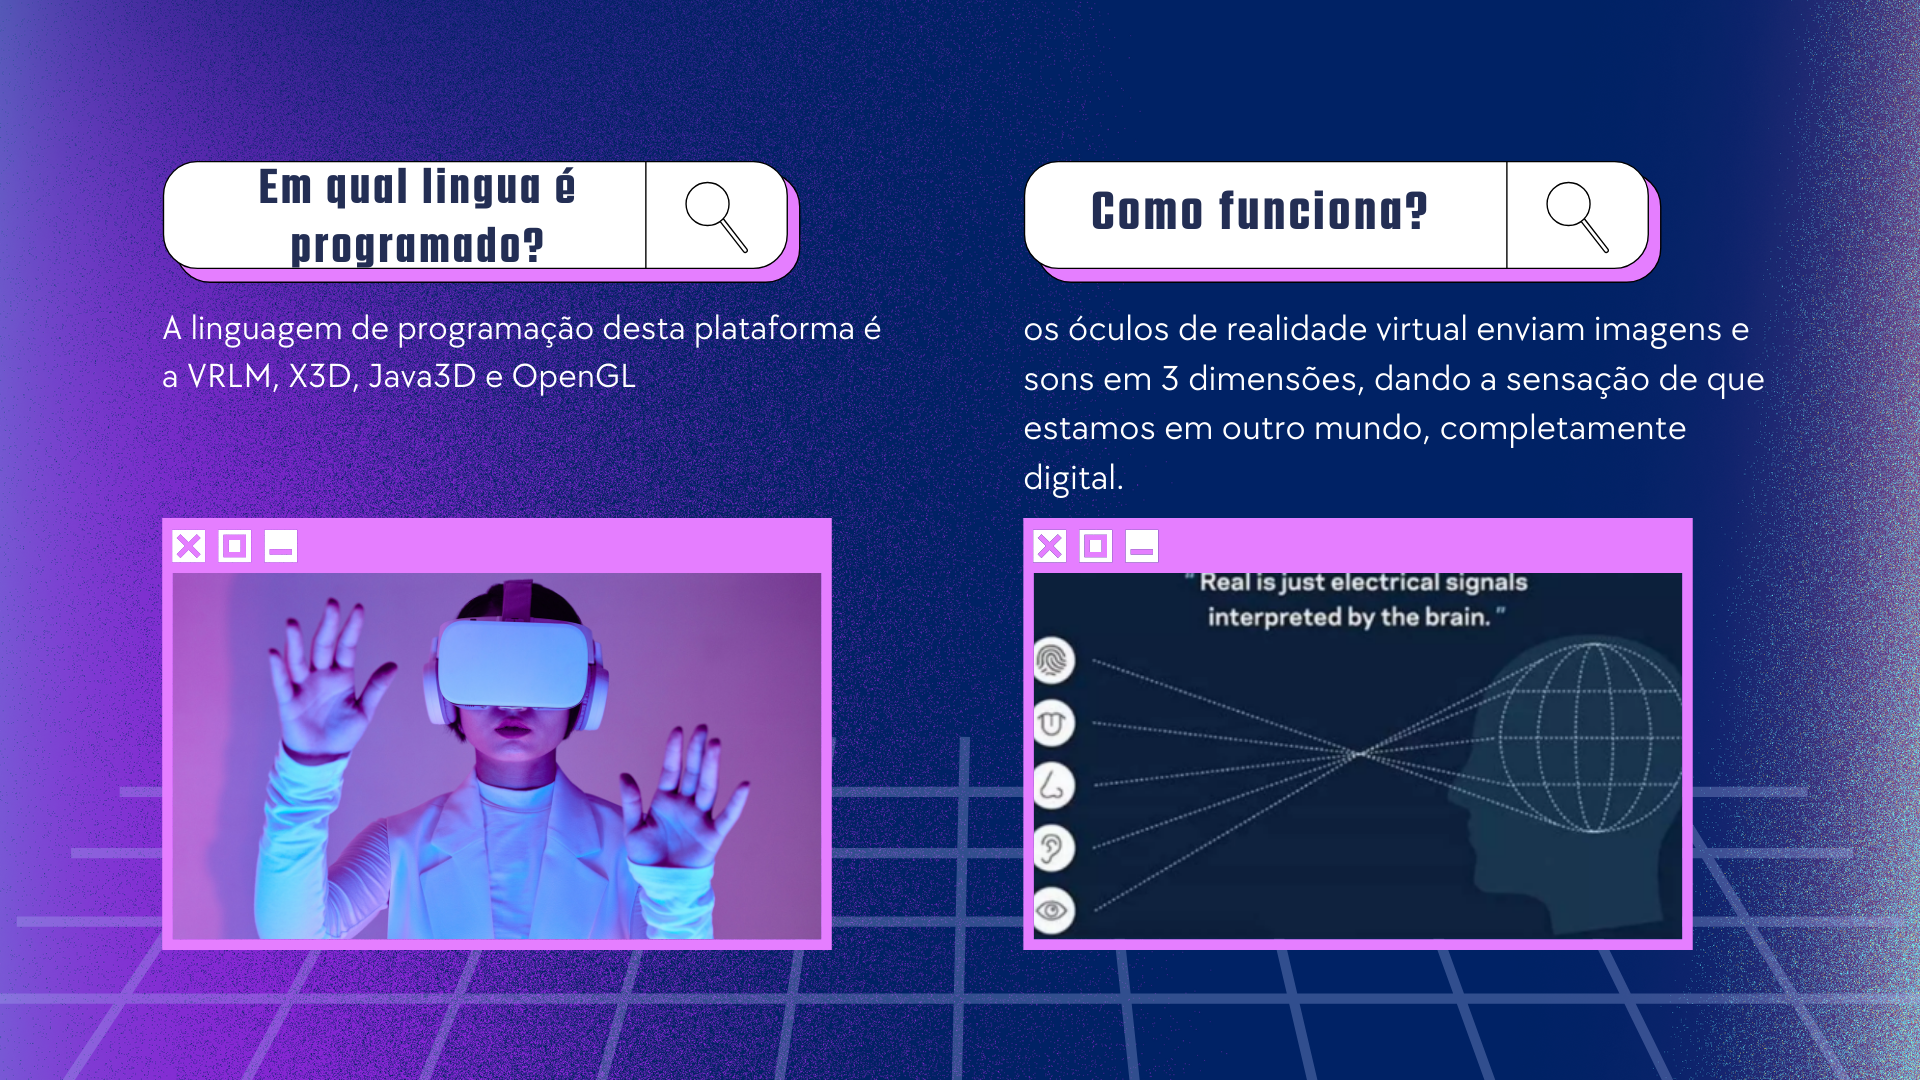 Em qual lingua é
programado?
A linguagem de programação desta plataforma é
a VRLM, X3D, Java3D e OpenGL
Como funciona?
os óculos de realidade virtual enviam imagens e
sons em 3 dimensões, dando a sensação de que
estamos em outro mundo, completamente
digital.
" Real is just electrical signals
interpreted by the brain. "